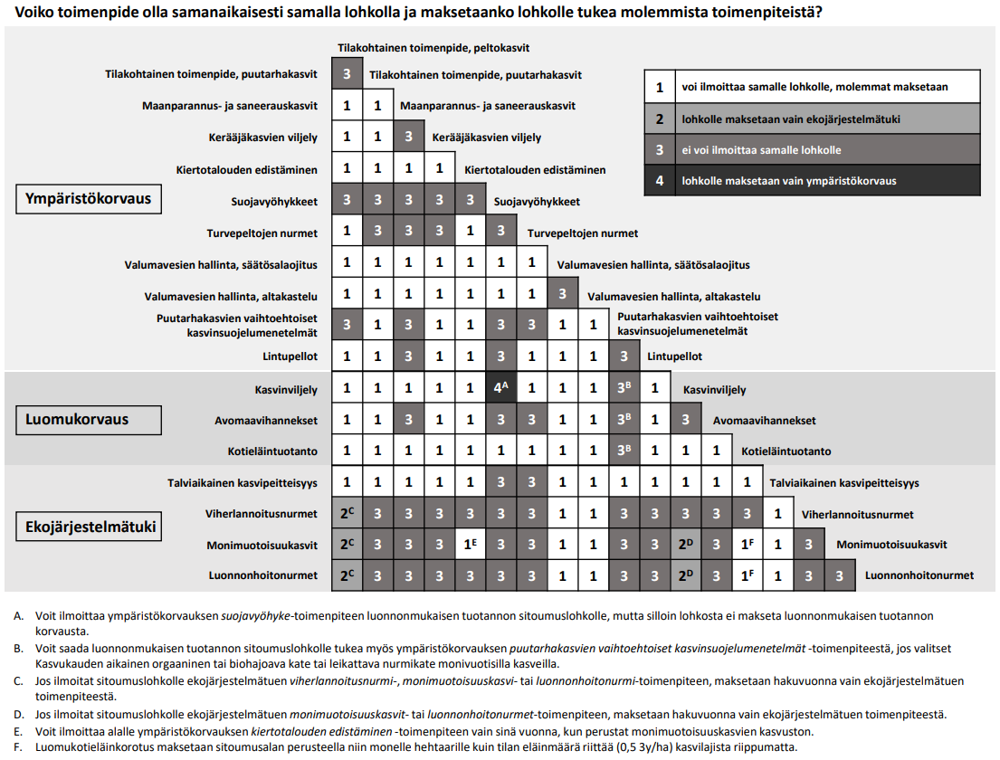 Voiko toimenpide olla samanaikaisesti samalla lohkolla ja maksetaanko lohkolle tukea molemmista toimenpiteistä?
Tilakohtainen toimenpide, peltokasvit
Tilakohtainen toimenpide, puutarhakasvit 3 Tilakohtainen toimenpide, puutarhakasvit
Maanparannus- ja saneerauskasvit 1 1 Maanparannus- ja saneerauskasvit
Kerääjäkasvien viljely 1 1 3 Kerääjäkasvien viljely
Kiertotalouden edistäminen 1 1 1 1 Kiertotalouden edistäminen
Ympäristökorvaus
Suojavyöhykkeet 3 3 3 3 3 Suojavyöhykkeet
Turvepeltojen nurmet 1 3 3 3 1 3 Turvepeltojen nurmet
Valumavesien hallinta, säätösalaojitus 1 1 1 1 1 1 1 Valumavesien hallinta, säätösalaojitus
Valumavesien hallinta, altakastelu 1 1 1 1 1 1 1 3 Valumavesien hallinta, altakastelu
Puutarhakasvien vaihtoehtoiset
kasvinsuojelumenetelmät 3 1 3 1 1 3 3 1 1 Puutarhakasvien vaihtoehtoiset
kasvinsuojelumenetelmät
Lintupellot 1 1 3 1 1 3 1 1 1 3 Lintupellot
1 voi ilmoittaa samalle lohkolle, molemmat maksetaan
2 lohkolle maksetaan vain ekojärjestelmätuki
3 ei voi ilmoittaa samalle lohkolle
4 lohkolle maksetaan vain ympäristökorvaus
Kasvinviljely 1 1 1 1 1 4A 1 1 1 3B 1 Kasvinviljely
Luomukorvaus
Avomaavihannekset 1 1 3 1 1 3 3 1 1 3B 1 3 Avomaavihannekset
Kotieläintuotanto 1 1 1 1 1 1 1 1 1 3B 1 1 1 Kotieläintuotanto
Talviaikainen kasvipeitteisyys 1 1 1 1 1 3 3 1 1 1 1 1 1 1 Talviaikainen kasvipeitteisyys
Ekojärjestelmätuki
Viherlannoitusnurmet 2C 3 3 3 3 3 3 1 1 3 3 3 3 3 1 Viherlannoitusnurmet
Monimuotoisuukasvit 2C 3 3 3 1E 3 3 1 1 3 3 2D 3 1F 1 3 Monimuotoisuukasvit
Luonnonhoitonurmet 2C 3 3 3 3 3 3 1 1 3 3 2D 3 1F 1 3 3 Luonnonhoitonurmet
A. Voit ilmoittaa ympäristökorvauksen suojavyöhyke-toimenpiteen luonnonmukaisen tuotannon sitoumuslohkolle, mutta silloin lohkosta ei makseta luonnonmukaisen tuotannon
korvausta.
B. Voit saada luonnonmukaisen tuotannon sitoumuslohkolle tukea myös ympäristökorvauksen puutarhakasvien vaihtoehtoiset kasvinsuojelumenetelmät -toimenpiteestä, jos valitset
Kasvukauden aikainen orgaaninen tai biohajoava kate tai leikattava nurmikate monivuotisilla kasveilla.
C. Jos ilmoitat sitoumuslohkolle ekojärjestelmätuen viherlannoitusnurmi-, monimuotoisuuskasvi- tai luonnonhoitonurmi-toimenpiteen, maksetaan hakuvuonna vain ekojärjestelmätuen
toimenpiteestä.
D. Jos ilmoitat sitoumuslohkolle ekojärjestelmätuen monimuotoisuuskasvit- tai luonnonhoitonurmet-toimenpiteen, maksetaan hakuvuonna vain ekojärjestelmätuen toimenpiteestä.
E. Voit ilmoittaa alalle ympäristökorvauksen kiertotalouden edistäminen -toimenpiteen vain sinä vuonna, kun perustat monimuotoisuuskasvien kasvuston.
F. Luomukotieläinkorotus maksetaan sitoumusalan perusteella niin monelle hehtaarille kuin tilan eläinmäärä riittää (0,5 3y/ha) kasvilajista riippumatta.